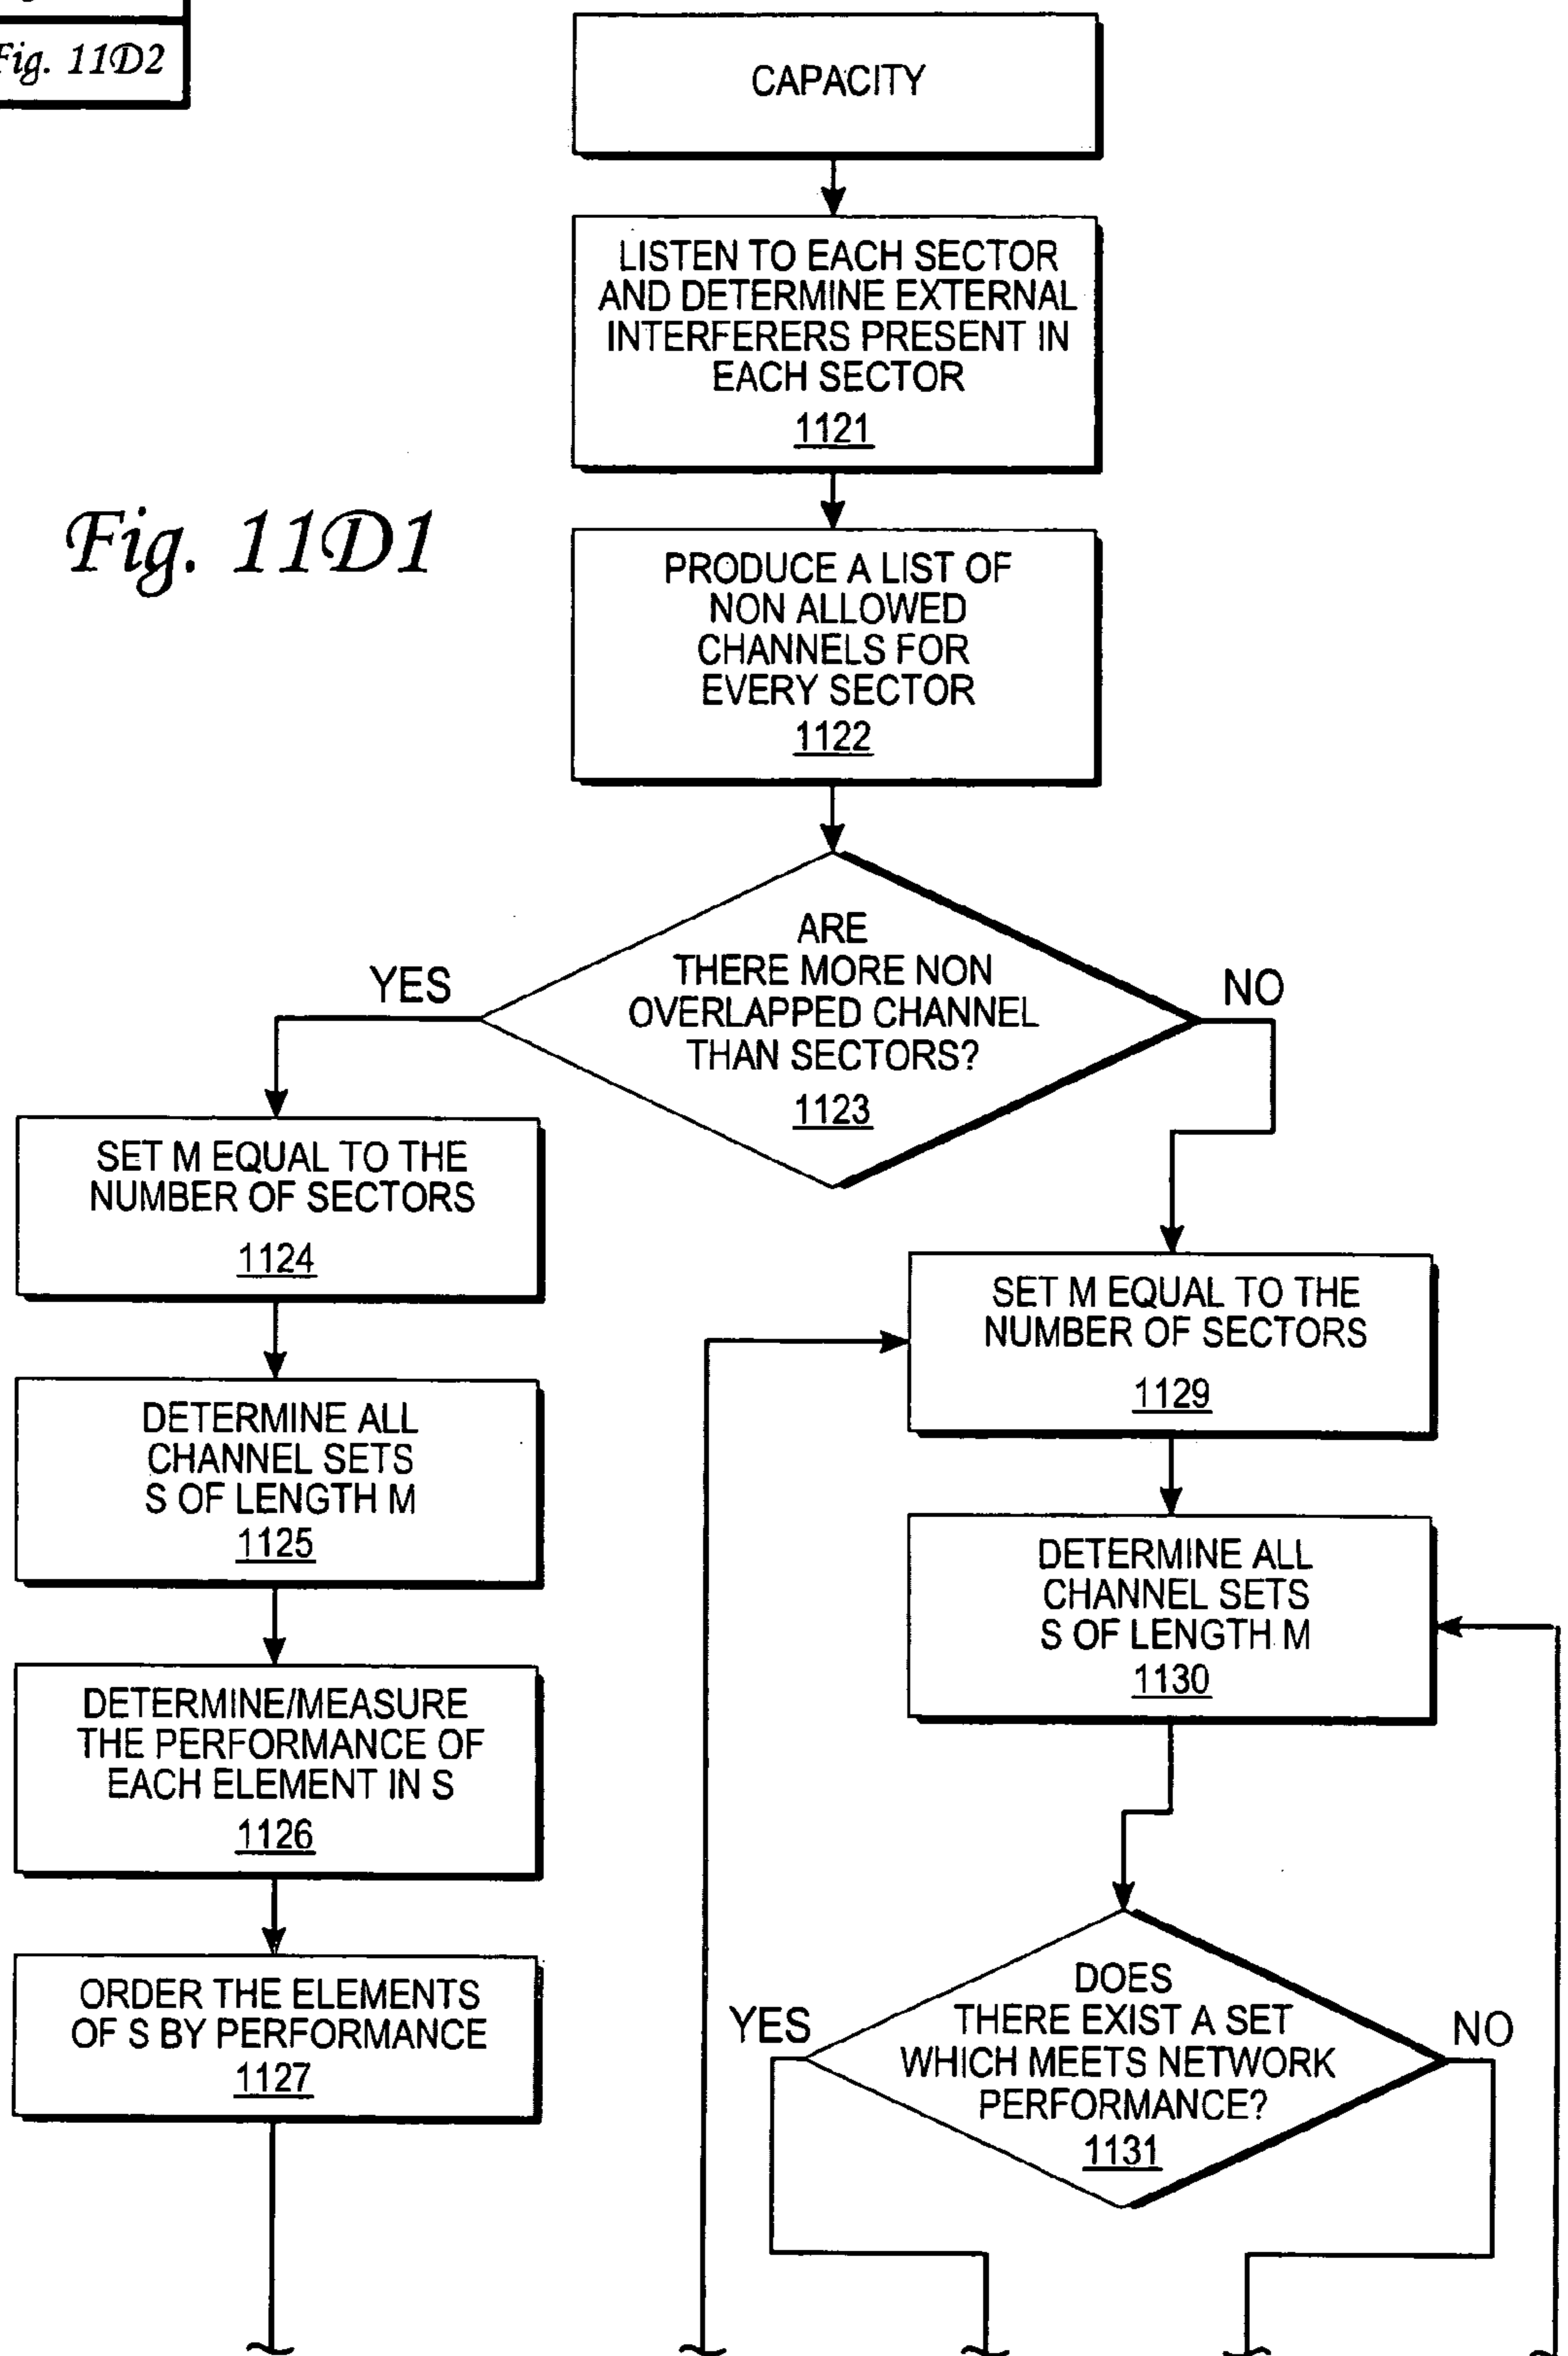 Fig. 11D2
CAPACITY
LISTEN TO EACH SECTOR
AND DETERMINE EXTERNAL
INTERFERERS PRESENT IN
EACH SECTOR
1121
Fig. 11D1
PRODUCE A LIST OF
NON ALLOWED
CHANNELS FOR
EVERY SECTOR
1122
ARE
THERE MORE NON
OVERLAPPED CHANNEL
THAN SECTORS?
1123
YES
NO
SET M EQUAL TO THE
NUMBER OF SECTORS
1124
DETERMINE ALL
CHANNEL SETS
S OF LENGTH M
1125
DETERMINE/MEASURE
THE PERFORMANCE OF
EACH ELEMENT IN S
1126
ORDER THE ELEMENTS
OF S BY PERFORMANCE
1127
SET M EQUAL TO THE
NUMBER OF SECTORS
1129
DETERMINE ALL
CHANNEL SETS
S OF LENGTH M
1130
DOES
THERE EXIST A SET
WHICH MEETS NETWORK
PERFORMANCE?
1131
YES
NO